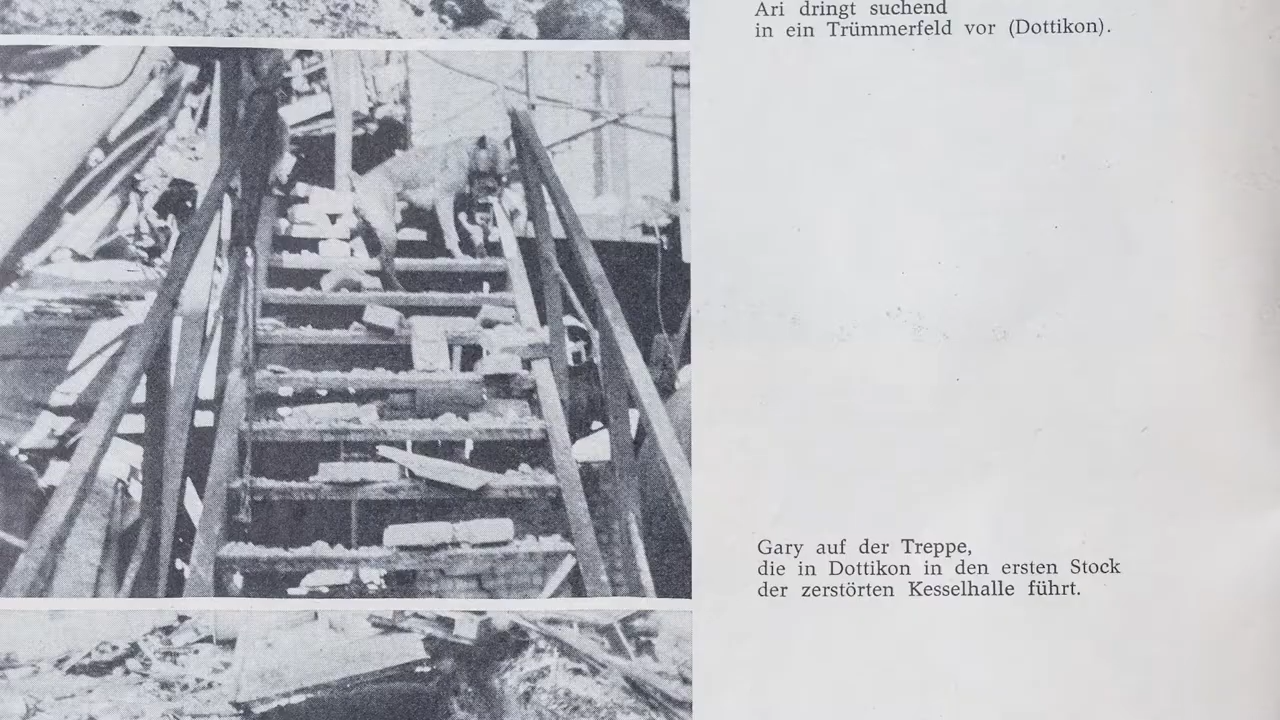 Ari dringt suchend
in ein Trümmerfeld vor (Dottikon).
Gary auf der Treppe,
die in Dottikon in den ersten Stock
der zerstörten Kesselhalle führt.